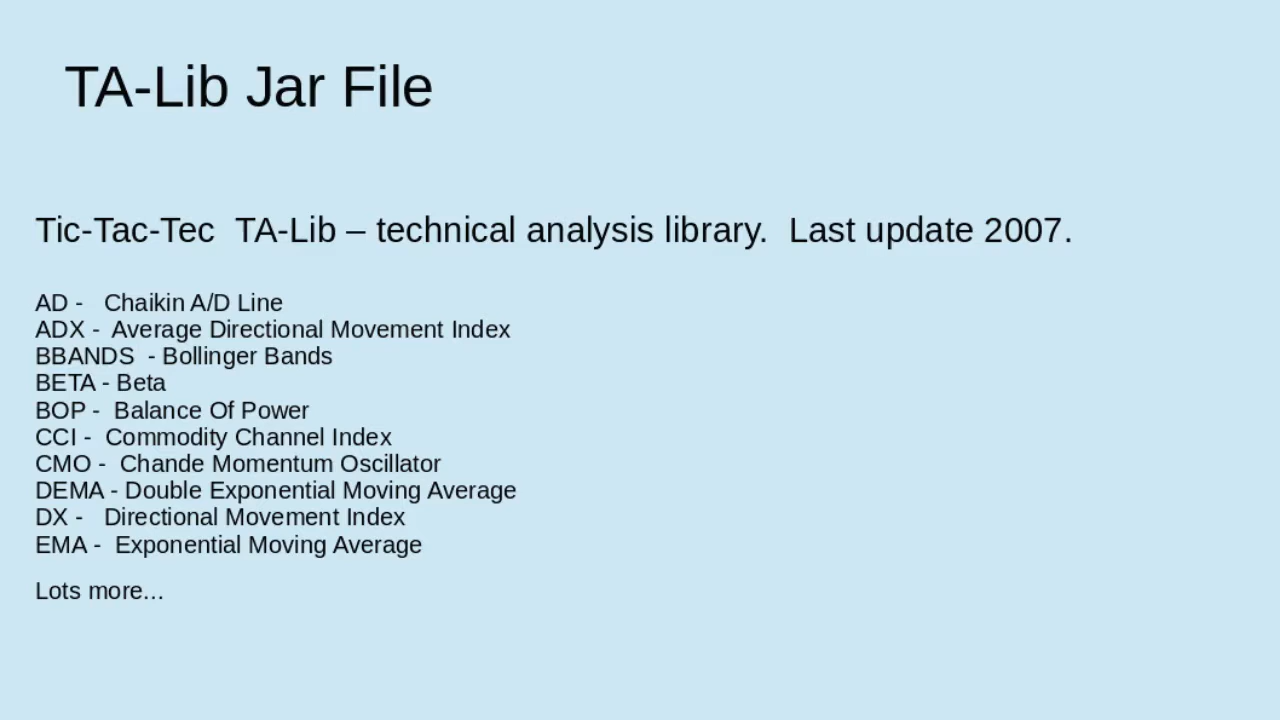 TA-Lib Jar File
Tic-Tac-Tec  TA-Lib – technical analysis library.  Last update 2007.
AD -   Chaikin A/D Line
ADX -  Average Directional Movement Index
BBANDS  - Bollinger Bands
BETA - Beta
BOP -  Balance Of Power
CCI -  Commodity Channel Index
CMO -  Chande Momentum Oscillator
DEMA - Double Exponential Moving Average
DX -   Directional Movement Index
EMA -  Exponential Moving Average
Lots more...